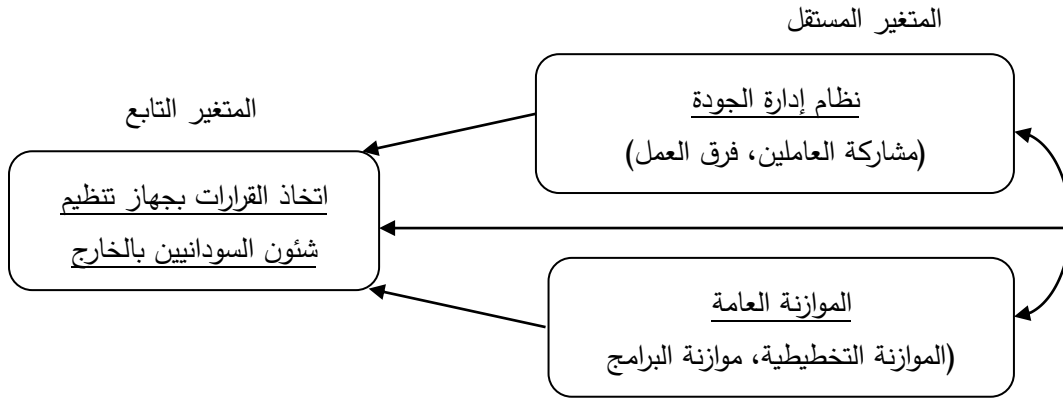 المتغير المستقل
نظام إدارة الجودة
(مشاركة العاملين، فرق العمل)
المتغير التابع
اتخاذ القرارات بجهاز تنظيم
شئون السودانيين بالخارج
الموازنة العامة
(الموازنة التخطيطية، موازنة البرامج